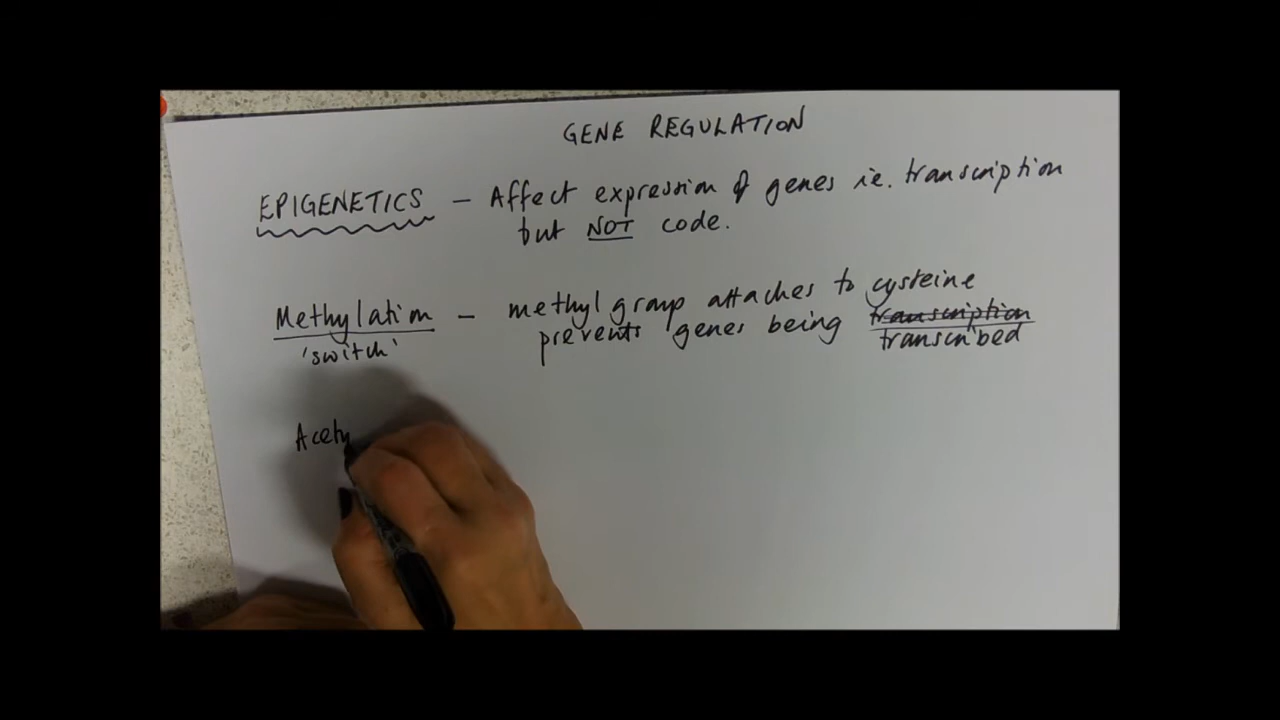 GENE REGULATION
EPIGENETICS - Affect expression of genes i.e. transcription
but NOT code.
Methylation - methyl group attaches to cysteine
'switch' prevents genes being transcription
transcribed
Acety